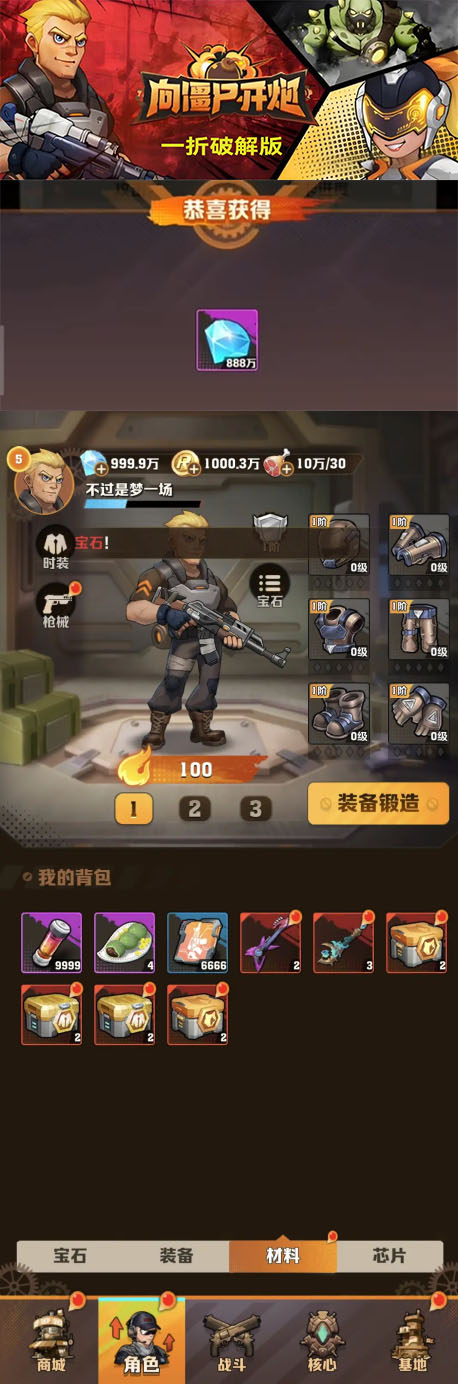 向僵尸开炮
一折破解版
恭喜获得
888万
5
999.9万
1000.3万
10万/30
不过是梦一场
时装
宝石!
1阶
宝石
枪械
1阶
0级
1阶
0级
1阶
0级
1阶
0级
1阶
0级
1阶
0级
100
1
2
3
装备锻造
我的背包
9999
4
6666
2
3
2
2
2
2
宝石
装备
材料
芯片
商城
角色
战斗
核心
基地